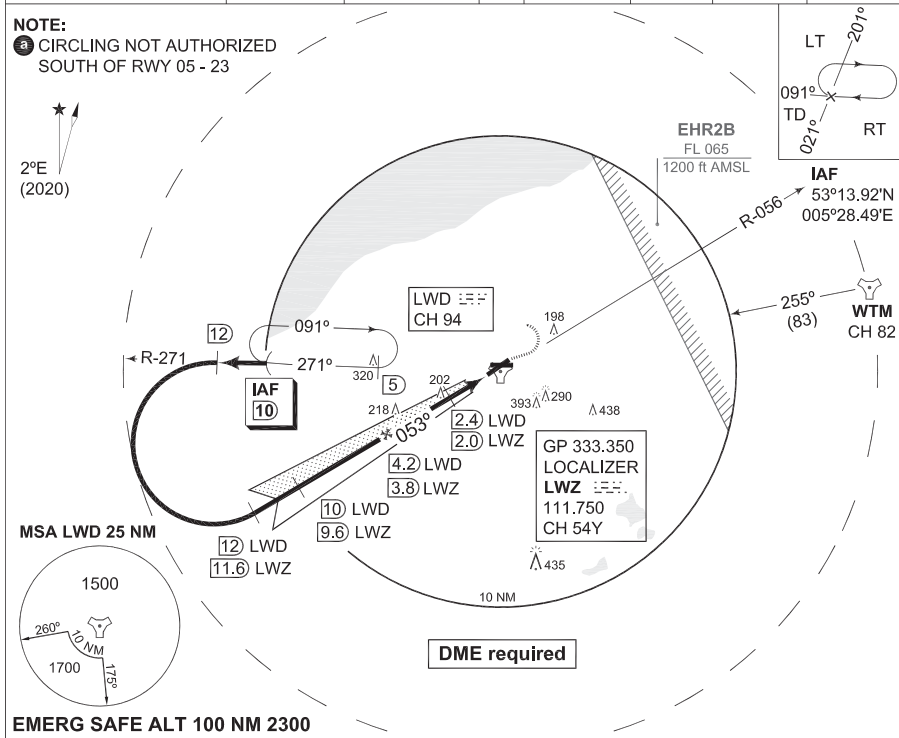 NOTE:
a CIRCLING NOT AUTHORIZED
SOUTH OF RWY 05 - 23
2ºE
(2020)
LT
201º
091º
TD
021º
RT
EHR2B
FL 065
1200 ft AMSL
IAF
53º13.92'N
005º28.49'E
R-056
255º
(83)
WTM
CH 82
LWD
CH 94
198
12
091º
R-271
271º
320
5
IAF
10
202
218
053º
393
290
438
2.4 LWD
2.0 LWZ
4.2 LWD
3.8 LWZ
10 LWD
9.6 LWZ
12 LWD
11.6 LWZ
GP 333.350
LOCALIZER
LWZ
111.750
CH 54Y
435
10 NM
MSA LWD 25 NM
1500
260º
10 NM
1700
175º
DME required
EMERG SAFE ALT 100 NM 2300